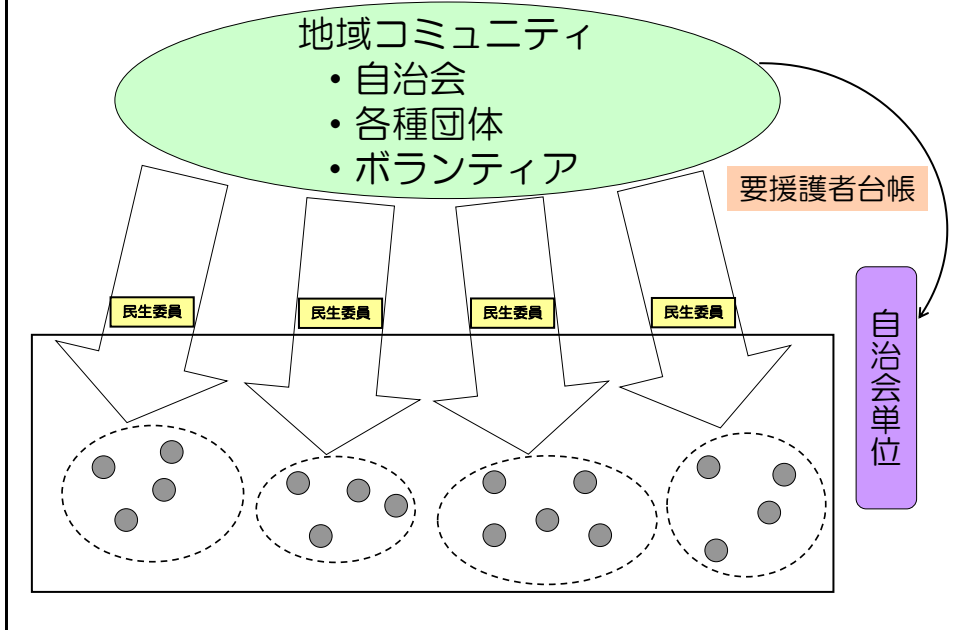 地域コミュニティ
・自治会
・各種団体
・ボランティア
要援護者台帳
民生委員
民生委員
民生委員
民生委員
自治会単位